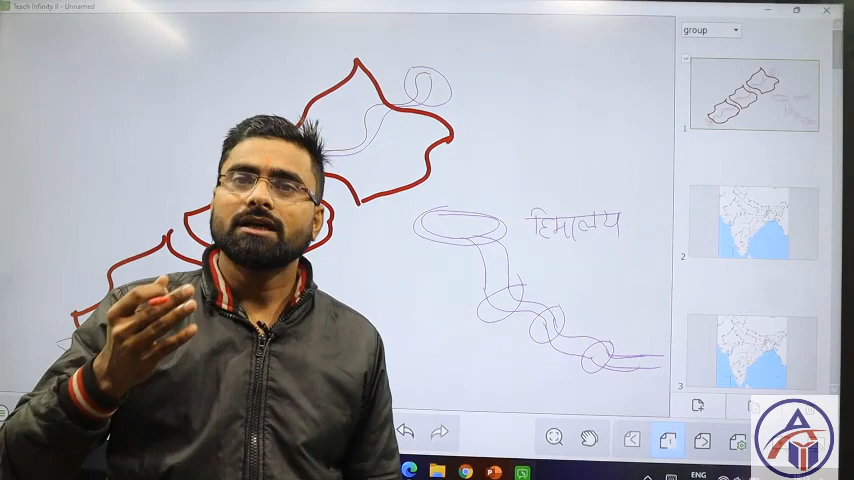 Teach Infinity II - Unnamed
group
1
हिमालय
2
3
ENG